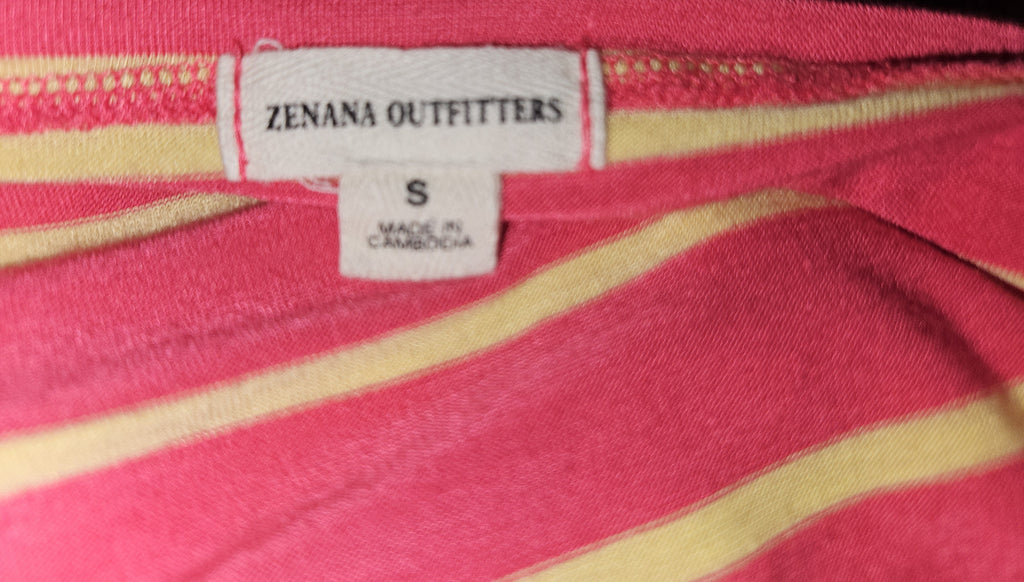 ZENANA OUTFITTERS
S
MADE IN
CAMBODIA